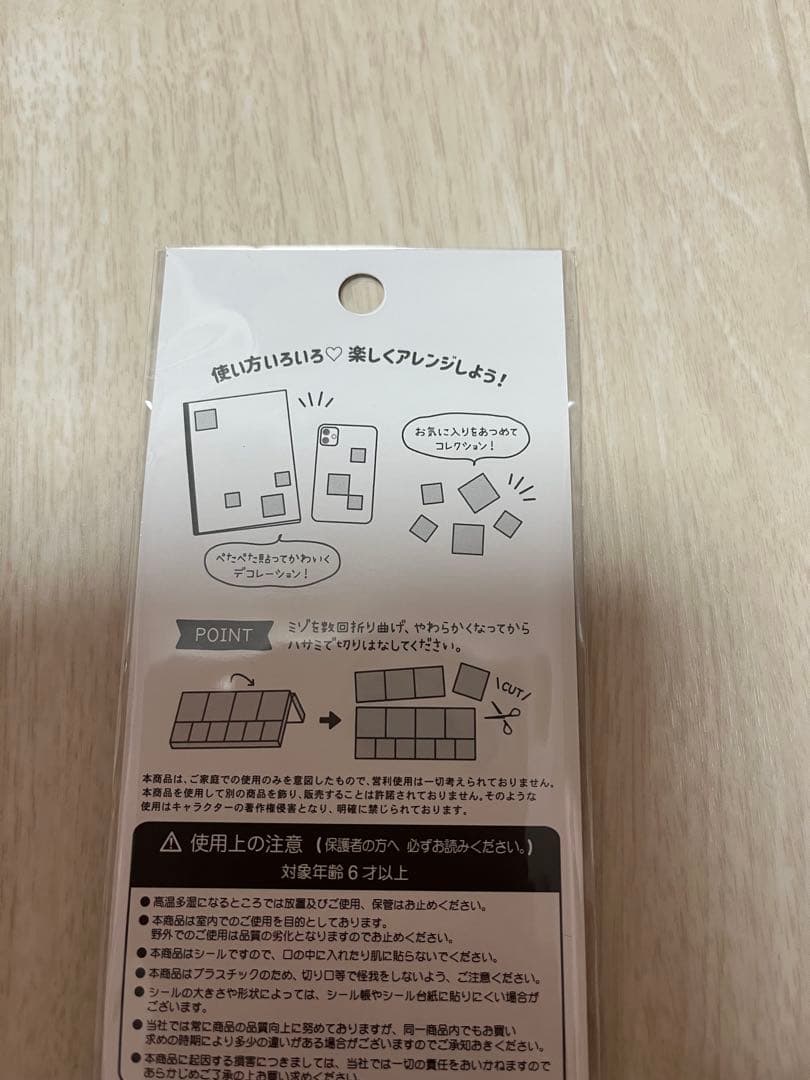 使い方いろいろ♡ 楽しくアレンジしよう!
お気に入りをあつめて
コレクション!
ぺたぺた貼ってかわいく
デコレーション!
POINT
ミゾを数回折り曲げ、やわらかくなってから
ハサミで切りはなしてください。
CUT
本商品は、ご家庭での使用のみを意図したもので、営利使用は一切考えられておりません。
本商品を使用して別の商品を飾り、販売することは許諾されておりません。そのような
使用はキャラクターの著作権侵害となり、明確に禁じられております。
⚠ 使用上の注意 (保護者の方へ 必ずお読みください。)
対象年齢6才以上
●高温多湿になるところでは放置及びご使用、保管はお止めください。
●本商品は室内でのご使用を目的としております。
野外でのご使用は品質の劣化となりますのでお止めください。
●本商品はシールですので、口の中に入れたり肌に貼らないでください。
●本商品はプラスチックのため、切り口等で怪我をしないよう、ご注意ください。
●シールの大きさや形状によっては、シール帳やシール台紙に貼りにくい場合が
ございます。
●当社では常に商品の品質向上に努めておりますが、同一商品内でもお買い
求めの時期により多少の違いがある場合がございますのでご承知おきください。
●本商品に起因する損害につきましては、当社では一切の責任をおいかねますので
あらかじめご了承の上お買い求めください。